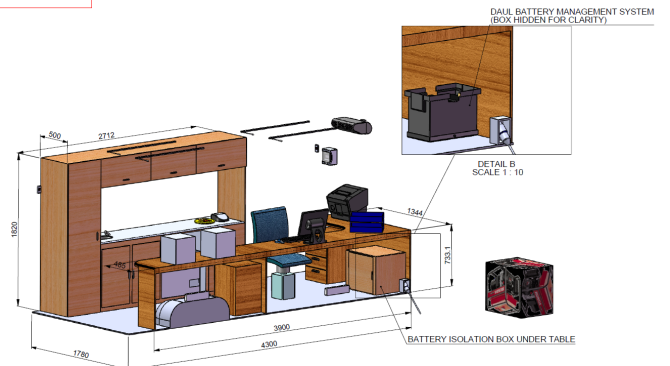 DAUL BATTERY MANAGEMENT SYSTEM
(BOX HIDDEN FOR CLARITY)
DETAIL B
SCALE 1 : 10
500
2712
1820
1344
733.1
485
3900
4300
1780
BATTERY ISOLATION BOX UNDER TABLE